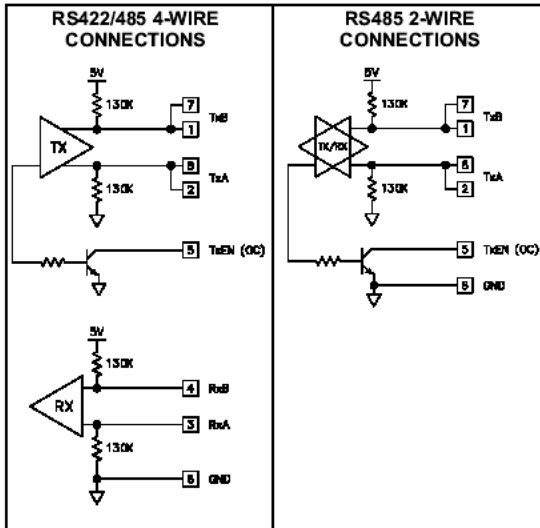 RS422/485 4-WIRE
CONNECTIONS
5V
130K
7
TxB
1
TX
8
TxA
130K
2
5
TxEN (OC)
5V
130K
4 RxB
RX
3 RxA
130K
6 GND
RS485 2-WIRE
CONNECTIONS
5V
130K
7
TxB
1
TX/RX
8
TxA
130K
2
5
TxEN (OC)
6 GND